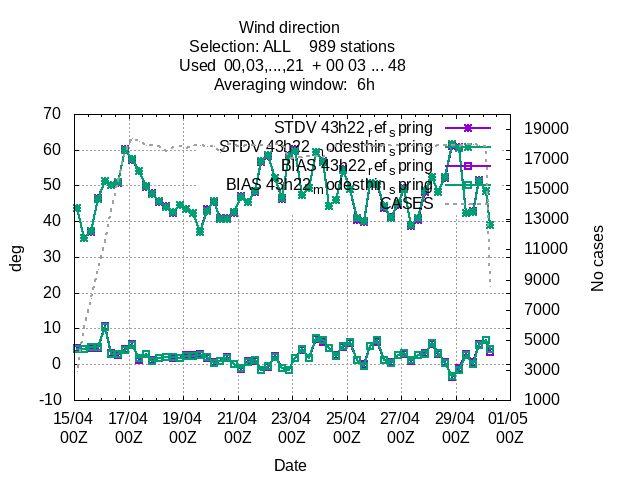 Wind direction
Selection: ALL 989 stations
Used 00,03,...,21 + 00 03 ... 48
Averaging window: 6h
STDV 43h22_ref_spring
STDV 43h22_modesthin_spring
BIAS 43h22_ref_spring
BIAS 43h22_modesthin_spring
CASES
70
60
50
40
30
20
10
0
-10
deg
19000
17000
15000
13000
11000
9000
7000
5000
3000
1000
No cases
15/04 17/04 19/04 21/04 23/04 25/04 27/04 29/04 01/05
00Z 00Z 00Z 00Z 00Z 00Z 00Z 00Z 00Z
Date